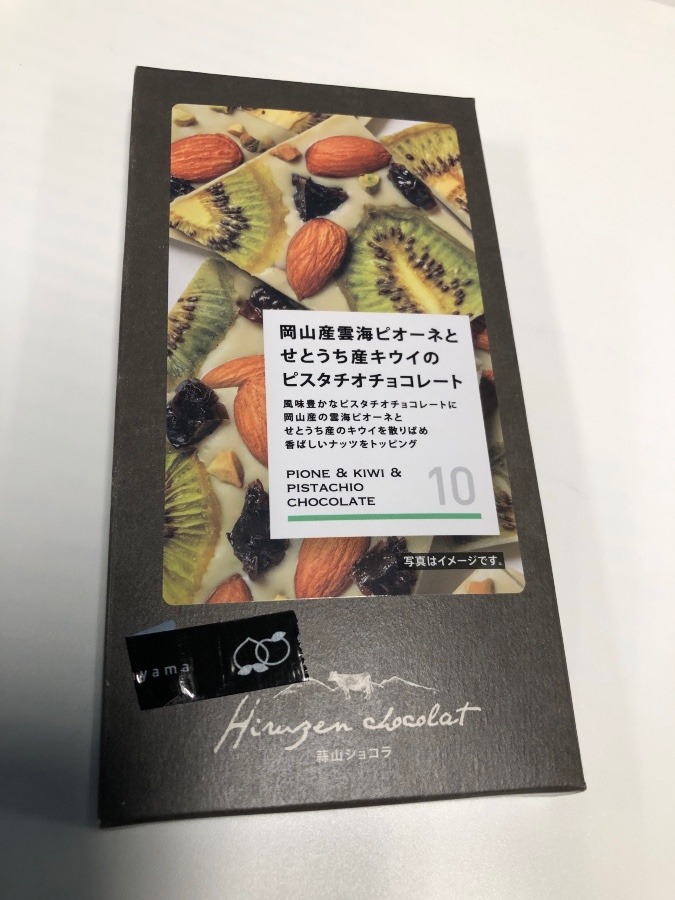 岡山産雲海ピオーネと
せとうち産キウイの
ピスタチオチョコレート
風味豊かなピスタチオチョコレートに
岡山産の雲海ピオーネと
せとうち産のキウイを散りばめ
香ばしいナッツをトッピング
PIONE & KIWI &
PISTACHIO
CHOCOLATE
10
写真はイメージです。
yama
Hiruzen chocolat
蒜山ショコラ